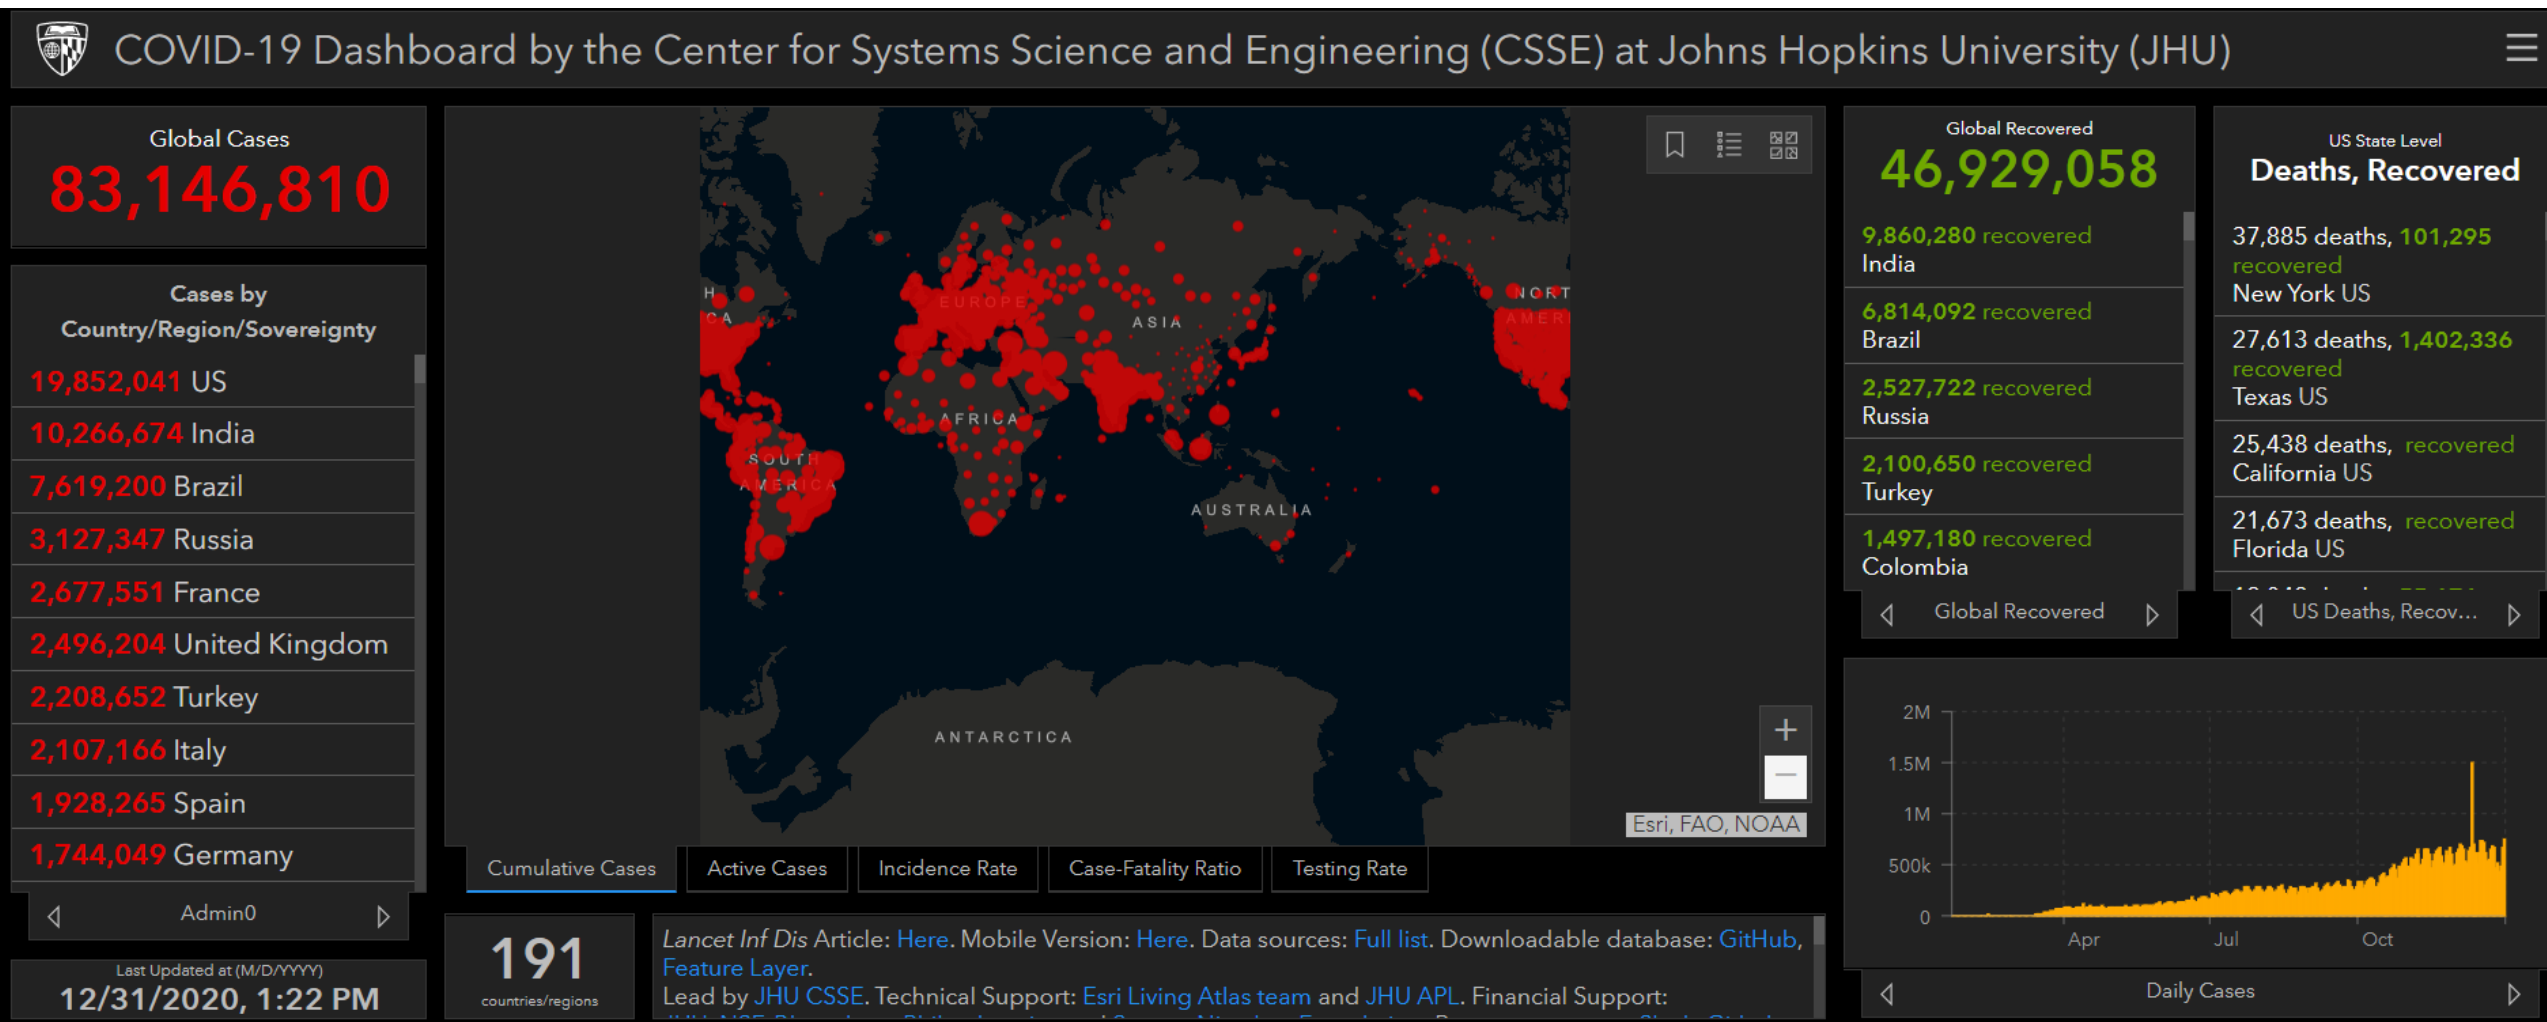 COVID-19 Dashboard by the Center for Systems Science and Engineering (CSSE) at Johns Hopkins University (JHU)
Global Cases
83,146,810
Cases by
Country/Region/Sovereignty
19,852,041 US
10,266,674 India
7,619,200 Brazil
3,127,347 Russia
2,677,551 France
2,496,204 United Kingdom
2,208,652 Turkey
2,107,166 Italy
1,928,265 Spain
1,744,049 Germany
Admin0
Last Updated at (M/D/YYYY)
12/31/2020, 1:22 PM
H
CA
EUROPE
ASIA
NORT
AMER
AFRICA
SOUTH
AMERICA
AUSTRALIA
ANTARCTICA
Esri, FAO, NOAA
Cumulative Cases
Active Cases
Incidence Rate
Case-Fatality Ratio
Testing Rate
191
countries/regions
Lancet Inf Dis Article: Here. Mobile Version: Here. Data sources: Full list. Downloadable database: GitHub,
Feature Layer.
Lead by JHU CSSE. Technical Support: Esri Living Atlas team and JHU APL. Financial Support:
Global Recovered
46,929,058
9,860,280 recovered
India
6,814,092 recovered
Brazil
2,527,722 recovered
Russia
2,100,650 recovered
Turkey
1,497,180 recovered
Colombia
Global Recovered
US State Level
Deaths, Recovered
37,885 deaths, 101,295
recovered
New York US
27,613 deaths, 1,402,336
recovered
Texas US
25,438 deaths, recovered
California US
21,673 deaths, recovered
Florida US
US Deaths, Recov...
2M
1.5M
1M
500k
0
Apr
Jul
Oct
Daily Cases